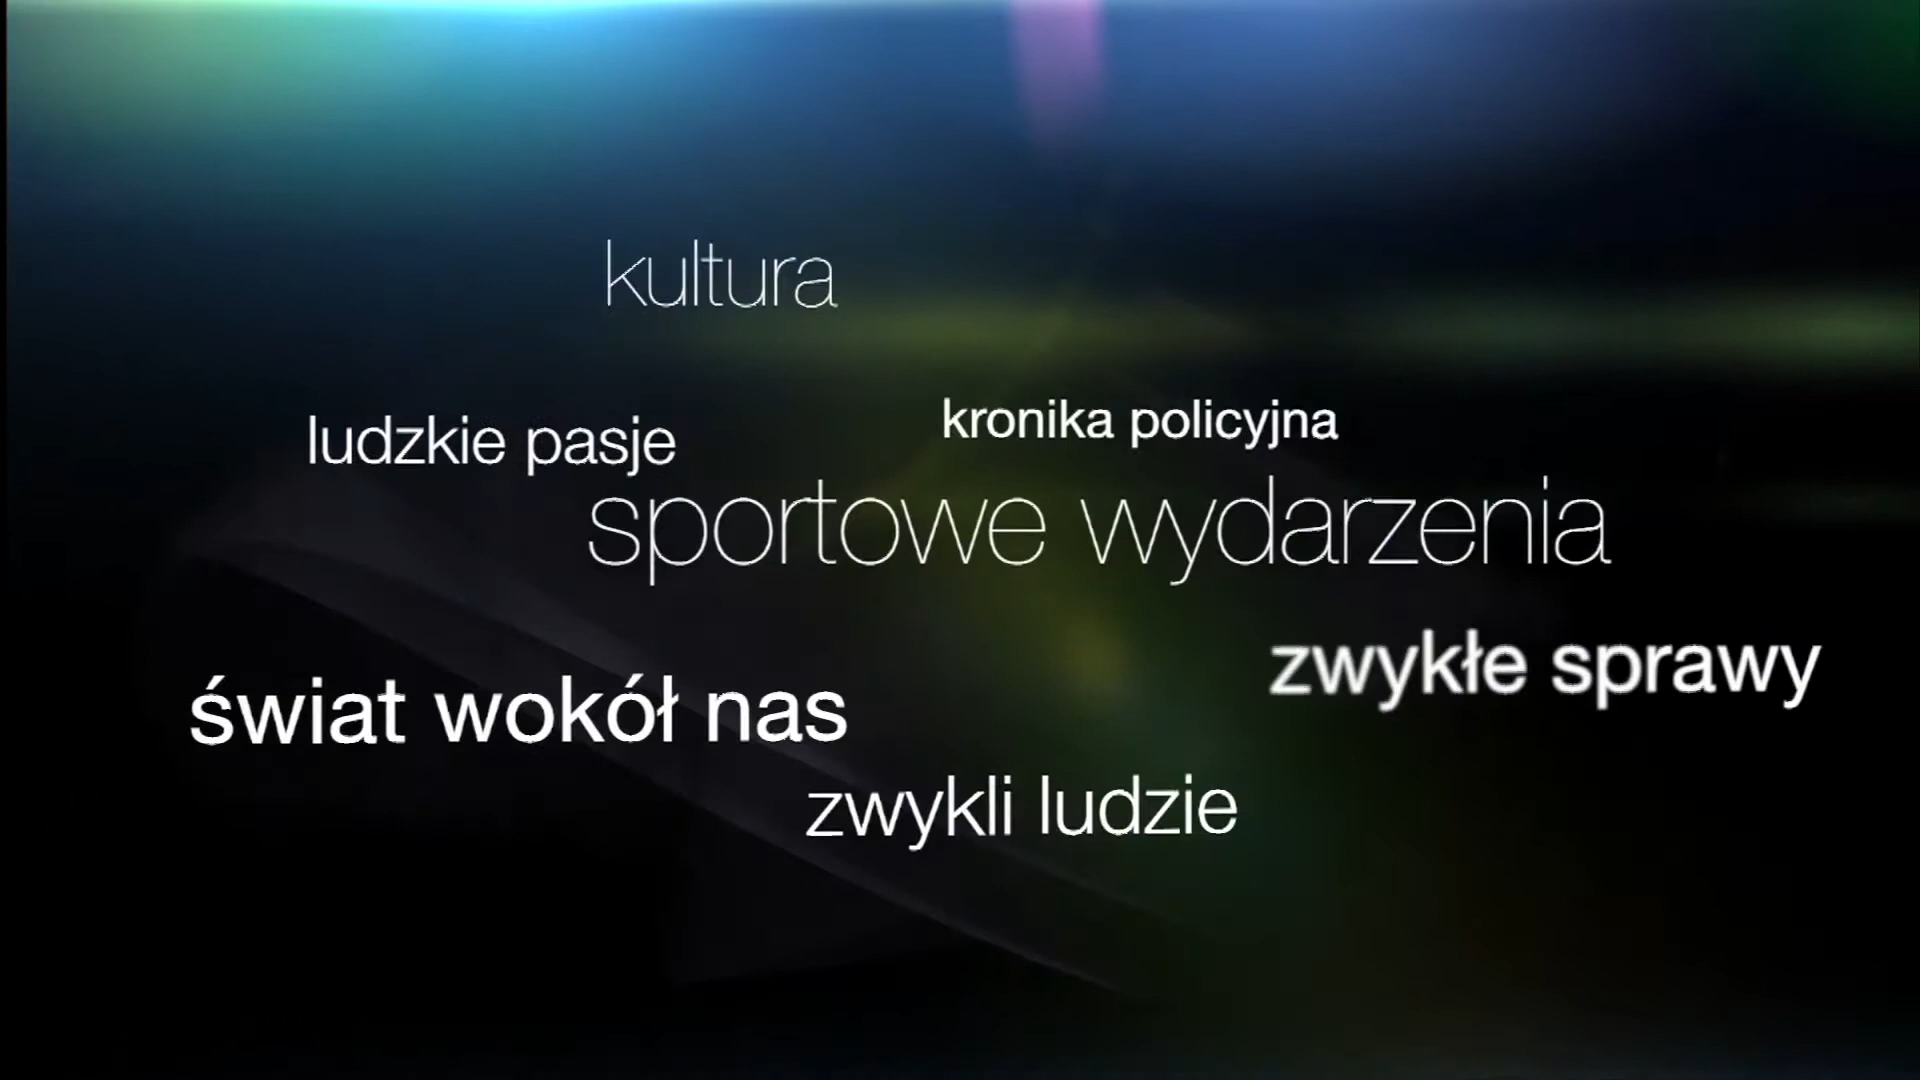 kultura
ludzkie pasje
kronika policyjna
sportowe wydarzenia
zwykłe sprawy
świat wokół nas
zwykli ludzie